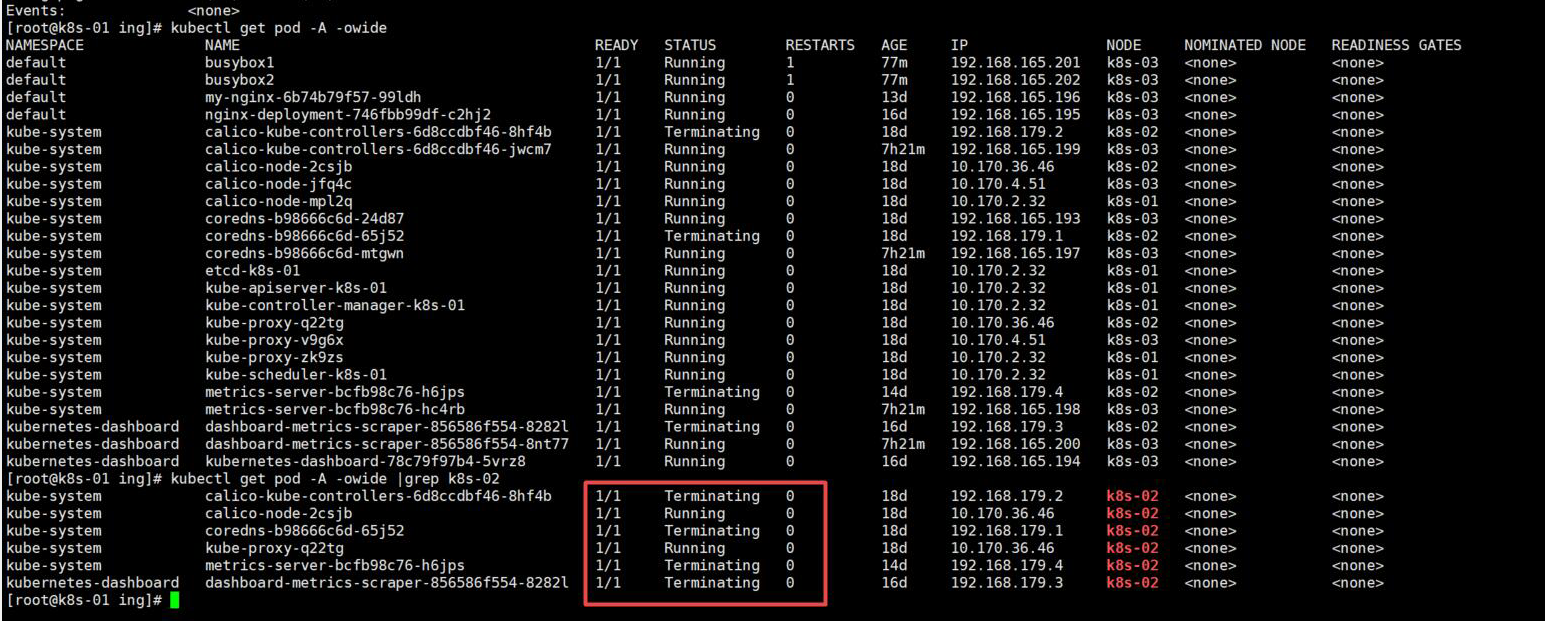 Events: <none>
[root@k8s-01 ing]# kubectl get pod -A -owide
NAMESPACE NAME READY STATUS RESTARTS AGE IP NODE NOMINATED NODE READINESS GATES
default busybox1 1/1 Running 1 77m 192.168.165.201 k8s-03 <none> <none>
default busybox2 1/1 Running 1 77m 192.168.165.202 k8s-03 <none> <none>
default my-nginx-6b74b79f57-99ldh 1/1 Running 0 13d 192.168.165.196 k8s-03 <none> <none>
default nginx-deployment-746fbb99df-c2hj2 1/1 Running 0 16d 192.168.165.195 k8s-03 <none> <none>
kube-system calico-kube-controllers-6d8ccdbf46-8hf4b 1/1 Terminating 0 18d 192.168.179.2 k8s-02 <none> <none>
kube-system calico-kube-controllers-6d8ccdbf46-jwcm7 1/1 Running 0 7h21m 192.168.165.199 k8s-03 <none> <none>
kube-system calico-node-2csjb 1/1 Running 0 18d 10.170.36.46 k8s-02 <none> <none>
kube-system calico-node-jfq4c 1/1 Running 0 18d 10.170.4.51 k8s-03 <none> <none>
kube-system calico-node-mpl2q 1/1 Running 0 18d 10.170.2.32 k8s-01 <none> <none>
kube-system coredns-b98666c6d-24d87 1/1 Running 0 18d 192.168.165.193 k8s-03 <none> <none>
kube-system coredns-b98666c6d-65j52 1/1 Terminating 0 18d 192.168.179.1 k8s-02 <none> <none>
kube-system coredns-b98666c6d-mtgwn 1/1 Running 0 7h21m 192.168.165.197 k8s-03 <none> <none>
kube-system etcd-k8s-01 1/1 Running 0 18d 10.170.2.32 k8s-01 <none> <none>
kube-system kube-apiserver-k8s-01 1/1 Running 0 18d 10.170.2.32 k8s-01 <none> <none>
kube-system kube-controller-manager-k8s-01 1/1 Running 0 18d 10.170.2.32 k8s-01 <none> <none>
kube-system kube-proxy-q22tg 1/1 Running 0 18d 10.170.36.46 k8s-02 <none> <none>
kube-system kube-proxy-v9g6x 1/1 Running 0 18d 10.170.4.51 k8s-03 <none> <none>
kube-system kube-proxy-zk9zs 1/1 Running 0 18d 10.170.2.32 k8s-01 <none> <none>
kube-system kube-scheduler-k8s-01 1/1 Running 0 18d 10.170.2.32 k8s-01 <none> <none>
kube-system metrics-server-bcfb98c76-h6jps 1/1 Terminating 0 14d 192.168.179.4 k8s-02 <none> <none>
kube-system metrics-server-bcfb98c76-hc4rb 1/1 Running 0 7h21m 192.168.165.198 k8s-03 <none> <none>
kubernetes-dashboard dashboard-metrics-scraper-856586f554-8282l 1/1 Terminating 0 16d 192.168.179.3 k8s-02 <none> <none>
kubernetes-dashboard dashboard-metrics-scraper-856586f554-8nt77 1/1 Running 0 7h21m 192.168.165.200 k8s-03 <none> <none>
kubernetes-dashboard kubernetes-dashboard-78c79f97b4-5vrz8 1/1 Running 0 16d 192.168.165.194 k8s-03 <none> <none>
[root@k8s-01 ing]# kubectl get pod -A -owide |grep k8s-02
kube-system calico-kube-controllers-6d8ccdbf46-8hf4b 1/1 Terminating 0 18d 192.168.179.2 k8s-02 <none> <none>
kube-system calico-node-2csjb 1/1 Running 0 18d 10.170.36.46 k8s-02 <none> <none>
kube-system coredns-b98666c6d-65j52 1/1 Terminating 0 18d 192.168.179.1 k8s-02 <none> <none>
kube-system kube-proxy-q22tg 1/1 Running 0 18d 10.170.36.46 k8s-02 <none> <none>
kube-system metrics-server-bcfb98c76-h6jps 1/1 Terminating 0 14d 192.168.179.4 k8s-02 <none> <none>
kubernetes-dashboard dashboard-metrics-scraper-856586f554-8282l 1/1 Terminating 0 16d 192.168.179.3 k8s-02 <none> <none>
[root@k8s-01 ing]#